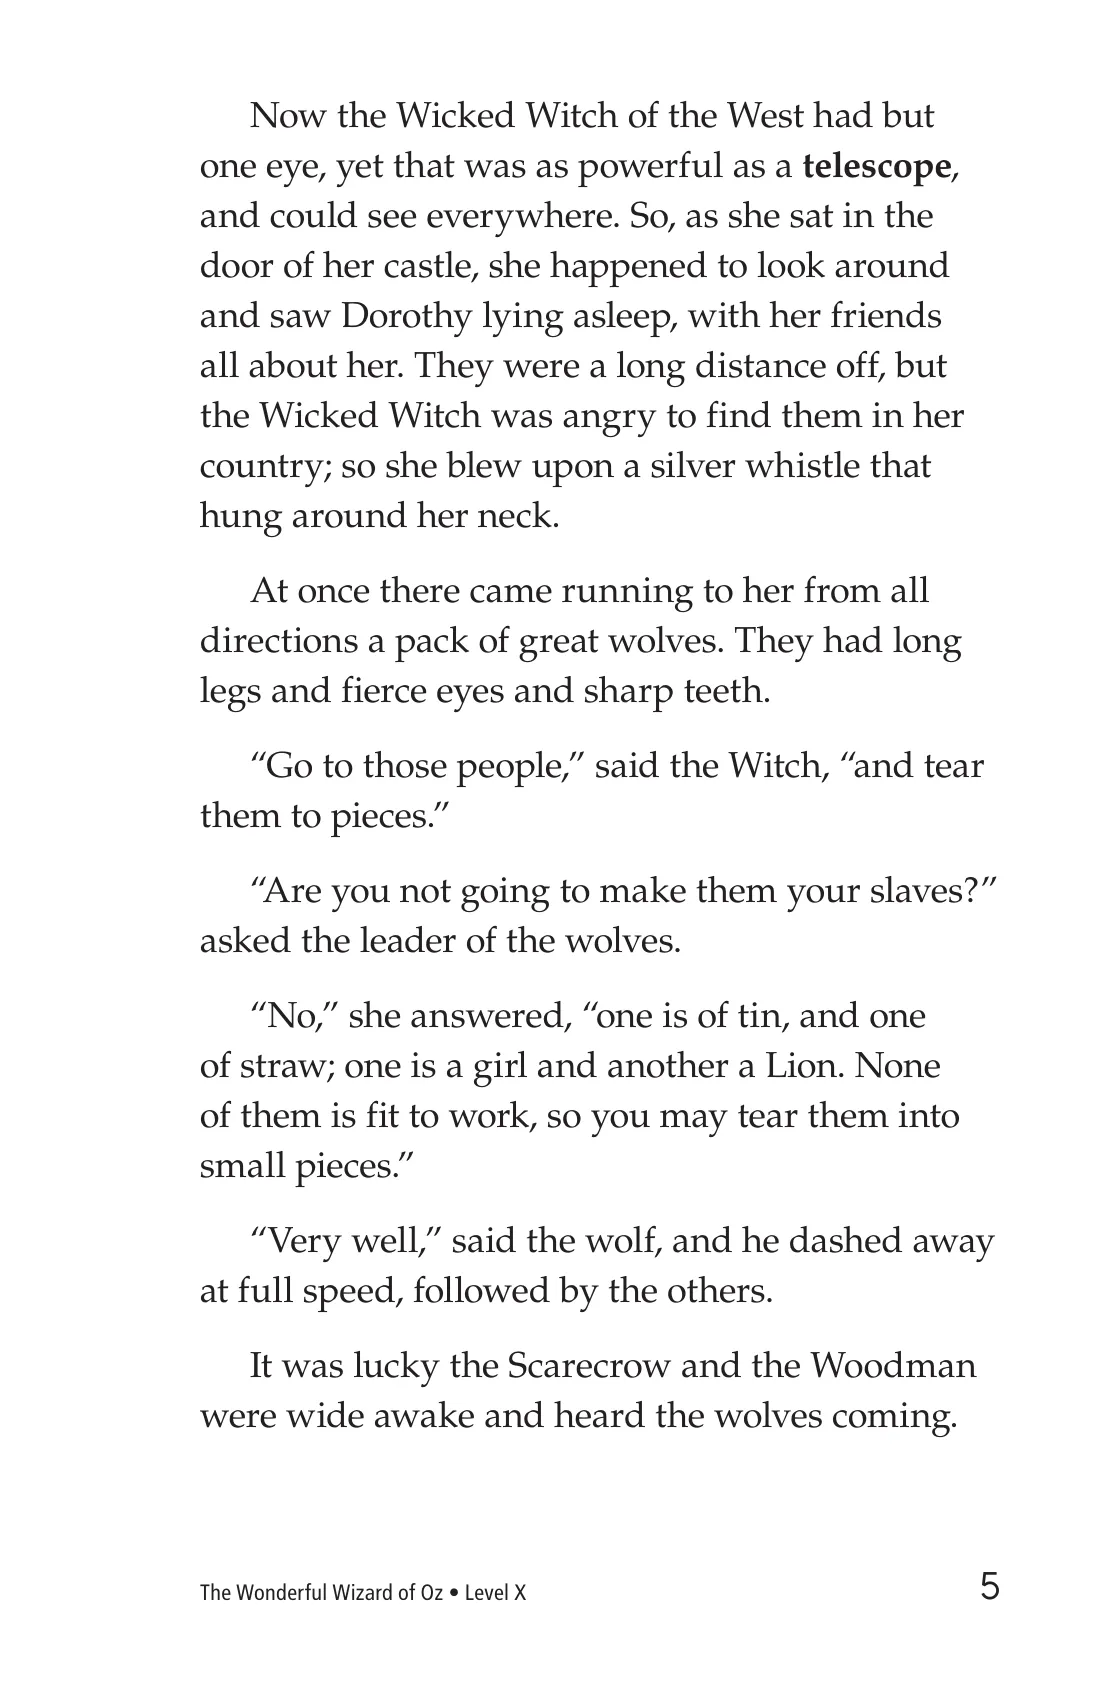 Now the Wicked Witch of the West had but
one eye, yet that was as powerful as a telescope,
and could see everywhere. So, as she sat in the
door of her castle, she happened to look around
and saw Dorothy lying asleep, with her friends
all about her. They were a long distance off, but
the Wicked Witch was angry to find them in her
country; so she blew upon a silver whistle that
hung around her neck.
At once there came running to her from all
directions a pack of great wolves. They had long
legs and fierce eyes and sharp teeth.
“Go to those people,” said the Witch, “and tear
them to pieces.”
“Are you not going to make them your slaves?”
asked the leader of the wolves.
“No,” she answered, “one is of tin, and one
of straw; one is a girl and another a Lion. None
of them is fit to work, so you may tear them into
small pieces.”
“Very well,” said the wolf, and he dashed away
at full speed, followed by the others.
It was lucky the Scarecrow and the Woodman
were wide awake and heard the wolves coming.
The Wonderful Wizard of Oz • Level X
5